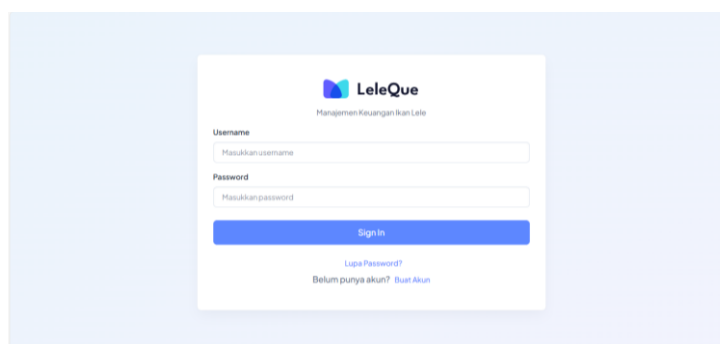 LeleQue
Manajemen Keuangan Ikan Lele
Username
Masukkan username
Password
Masukkan password
Sign In
Lupa Password?
Belum punya akun? Buat Akun